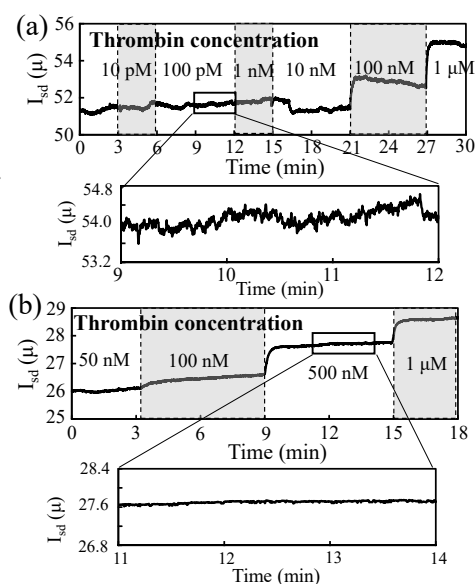 (a)
Thrombin concentration
10 pM 100 pM 1 nM 10 nM 100 nM 1 μM
I_sd (μ)
56
54
52
50
0 3 6 9 12 15 18 21 24 27 30
Time (min)
I_sd (μ)
54.8
54.0
53.2
9 10 11 12
Time (min)
(b)
Thrombin concentration
50 nM 100 nM 500 nM 1 μM
I_sd (μ)
29
28
27
26
25
0 3 6 9 12 15 18
Time (min)
I_sd (μ)
28.4
27.6
26.8
11 12 13 14
Time (min)